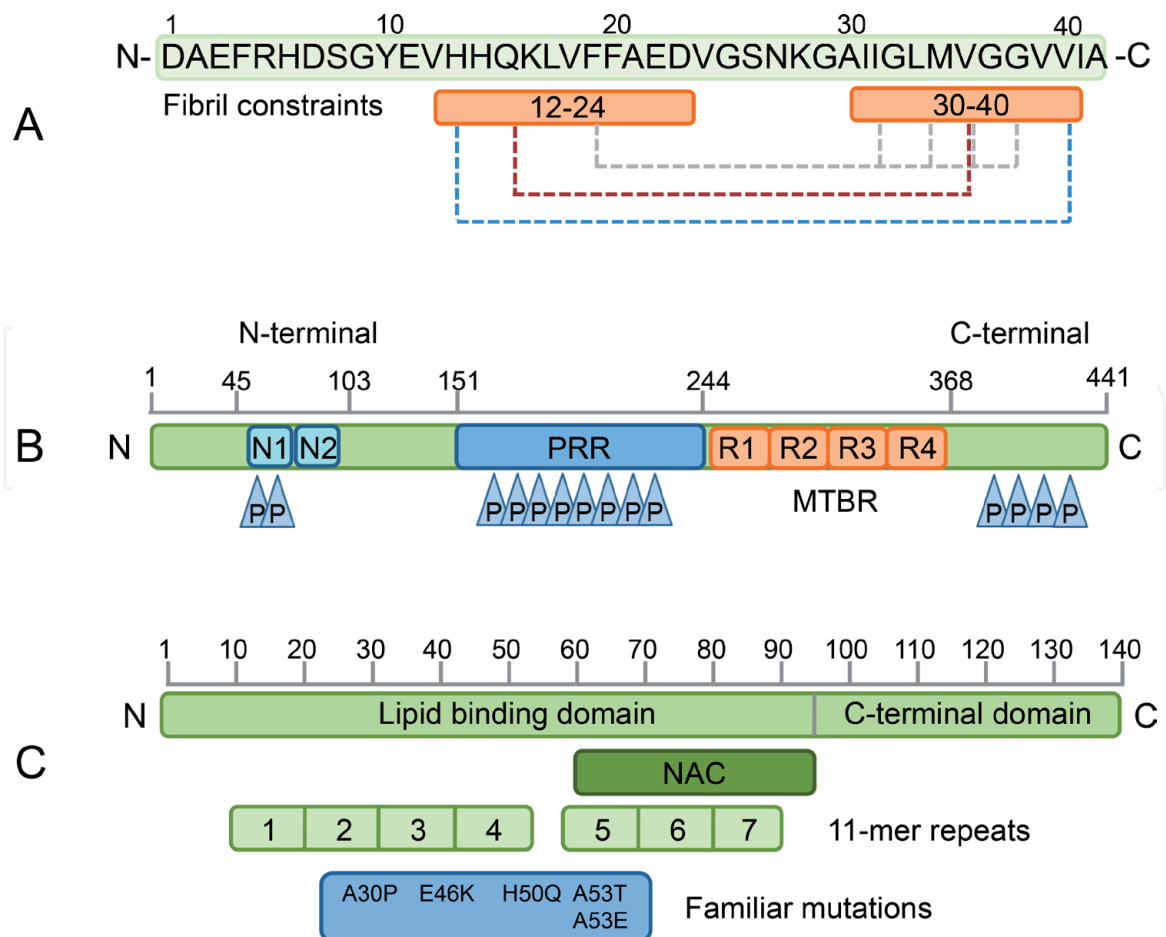 1 10 20 30 40
N- DAEFRHDSGYEVHHQKLVFFAEDVGSNKGAIIGLMVGGVVIA -C
Fibril constraints 12-24 30-40
A
N-terminal C-terminal
1 45 103 151 244 368 441
B N N1 N2 PRR R1 R2 R3 R4 C
P P P P P P P P P P MTBR P P P P
1 10 20 30 40 50 60 70 80 90 100 110 120 130 140
N Lipid binding domain C-terminal domain C
C NAC
1 2 3 4 5 6 7 11-mer repeats
A30P E46K H50Q A53T
A53E
Familiar mutations